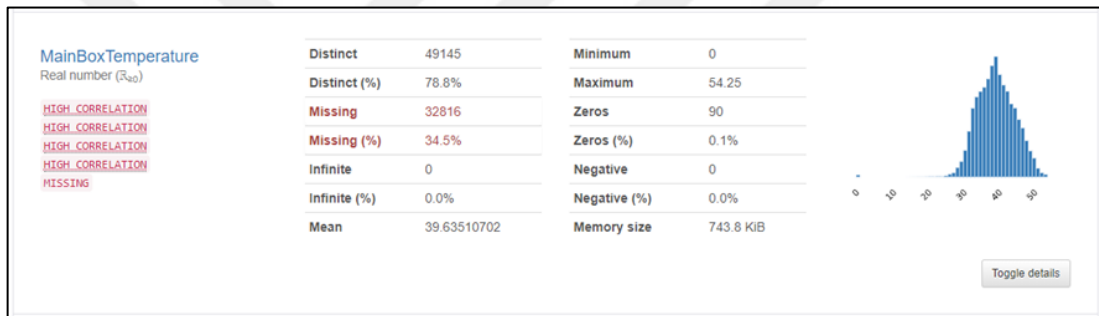 MainBoxTemperature
Real number (ℝ≥0)
HIGH CORRELATION
HIGH CORRELATION
HIGH CORRELATION
HIGH CORRELATION
MISSING
Distinct 49145
Distinct (%) 78.8%
Missing 32816
Missing (%) 34.5%
Infinite 0
Infinite (%) 0.0%
Mean 39.63510702
Minimum 0
Maximum 54.25
Zeros 90
Zeros (%) 0.1%
Negative 0
Negative (%) 0.0%
Memory size 743.8 KiB
0 10 20 30 40 50
Toggle details